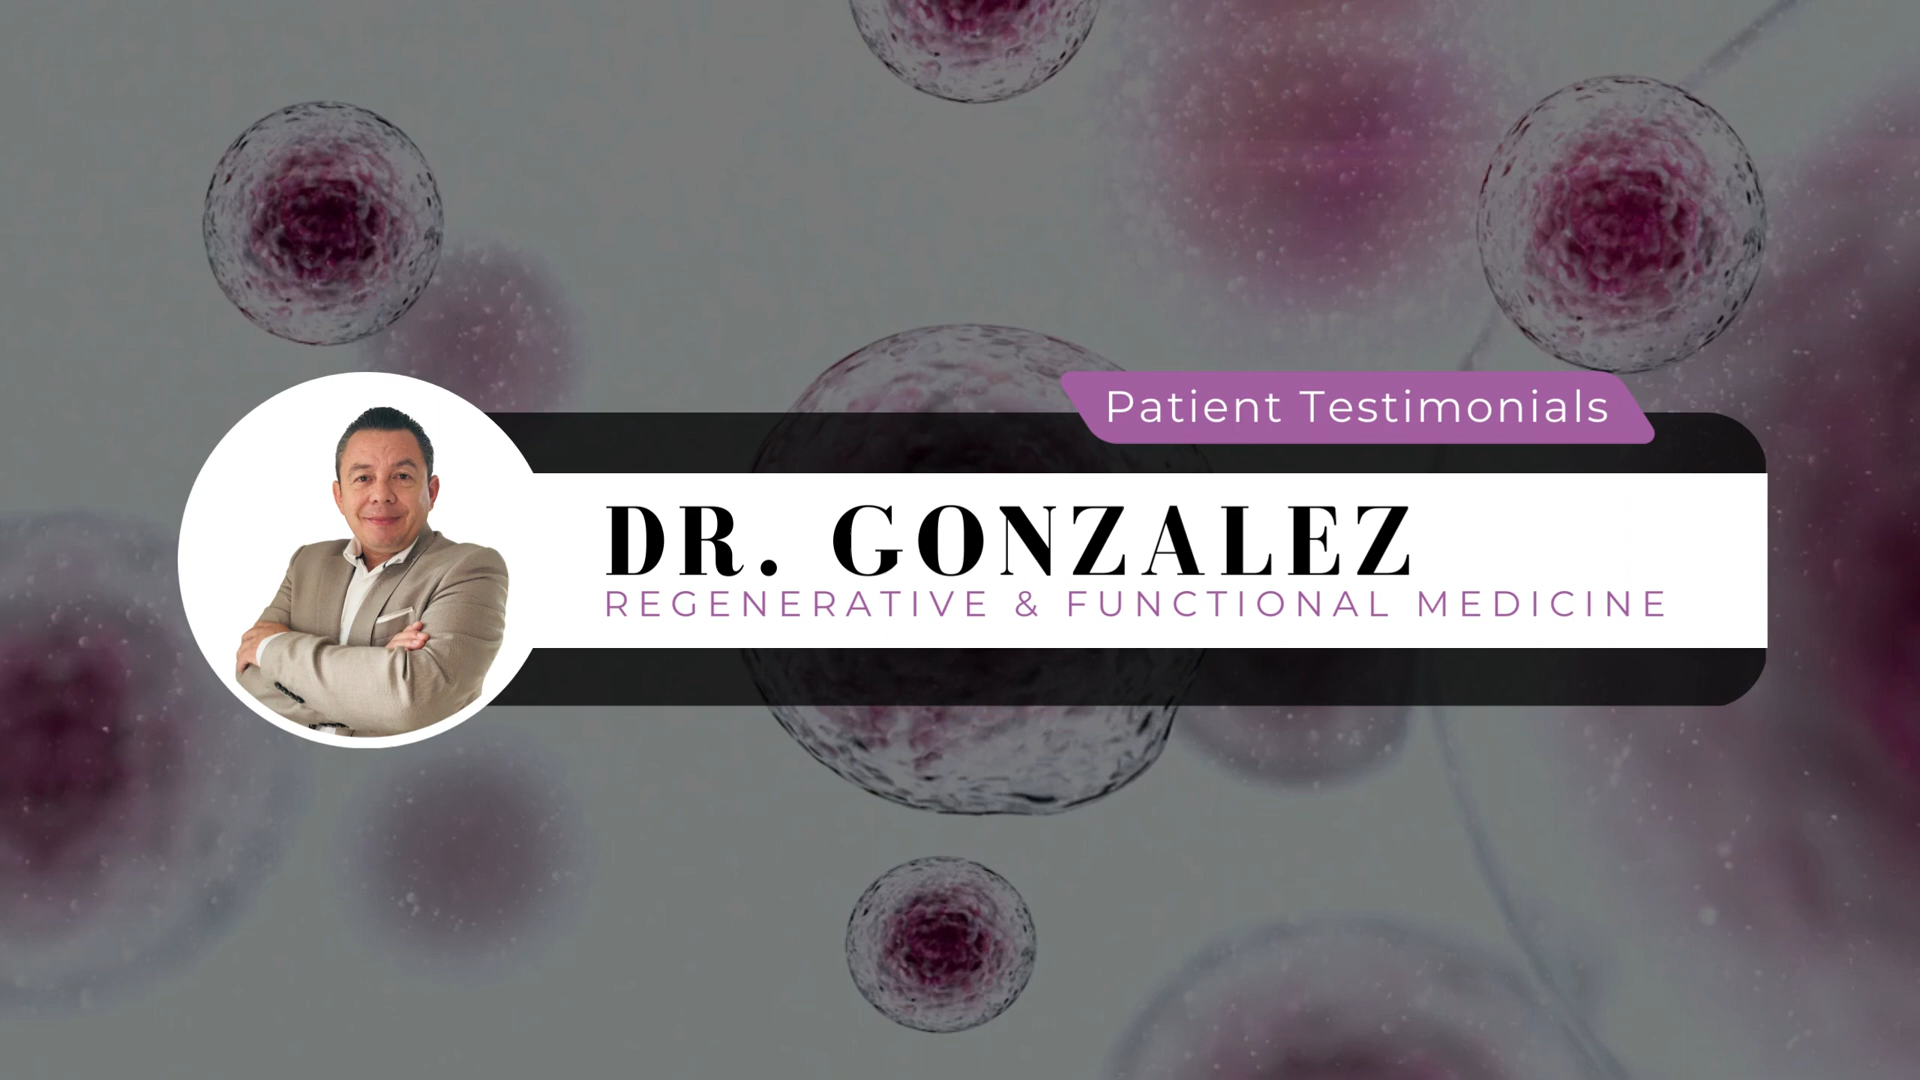 Patient Testimonials
DR. GONZALEZ
REGENERATIVE & FUNCTIONAL MEDICINE